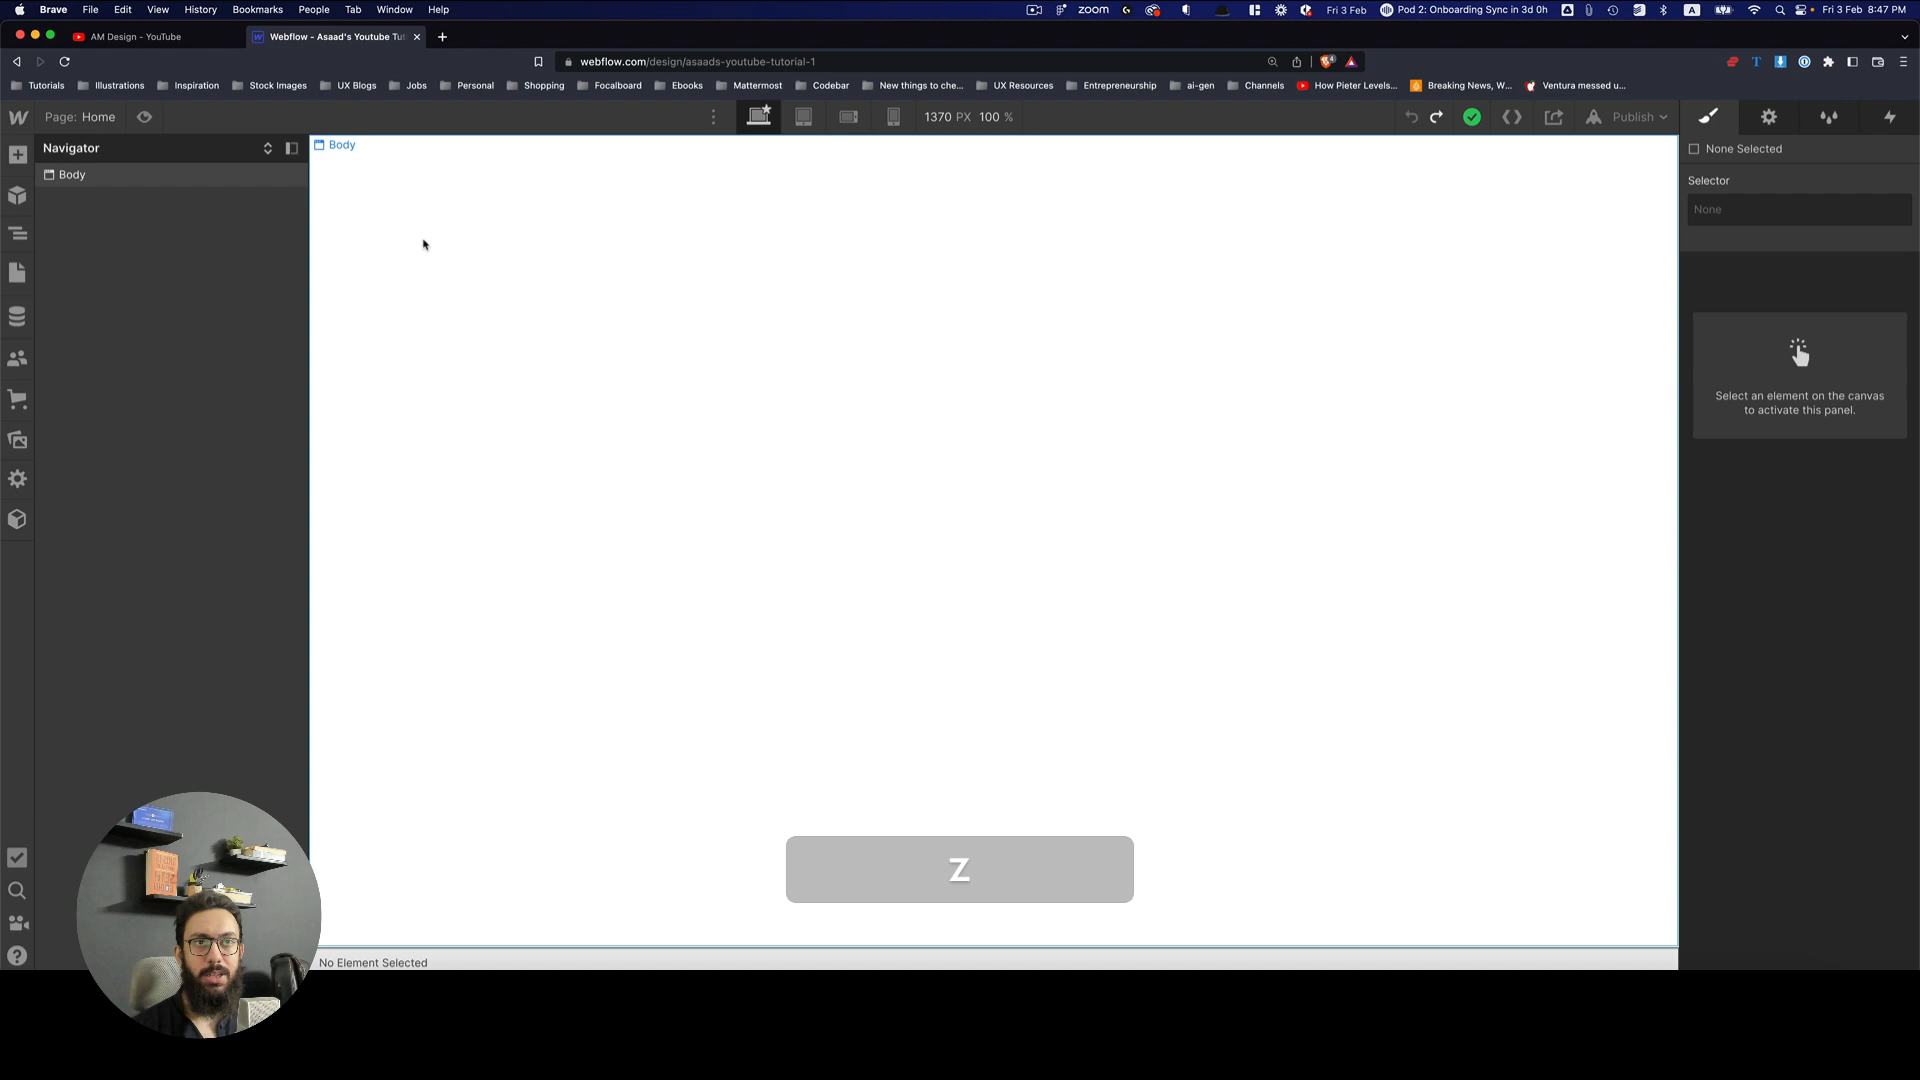 Brave File Edit View History Bookmarks People Tab Window Help zoom Fri 3 Feb Pod 2: Onboarding Sync in 3d 0h A Fri 3 Feb 8:47 PM
AM Design - YouTube
Webflow - Asaad's Youtube Tut
webflow.com/design/asaads-youtube-tutorial-1
Tutorials Illustrations Inspiration Stock Images UX Blogs Jobs Personal Shopping Focalboard Ebooks Mattermost Codebar New things to che... UX Resources Entrepreneurship ai-gen Channels How Pieter Levels... Breaking News, W... Ventura messed u...
Page: Home
1370 PX 100 %
Publish
Navigator
Body
Body
None Selected
Selector
None
Select an element on the canvas
to activate this panel.
Z
No Element Selected